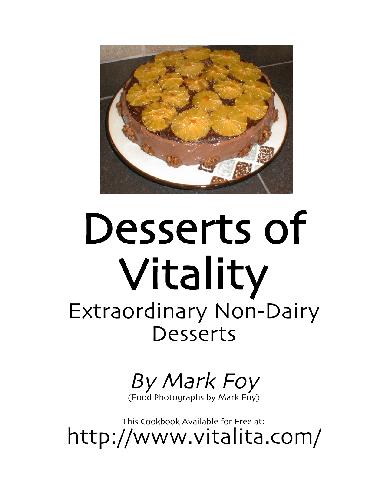 Desserts of
Vitality
Extraordinary Non-Dairy
Desserts
By Mark Foy
(Food Photographs by Mark Foy)
This Cookbook Available for Free at:
http://www.vitalita.com/